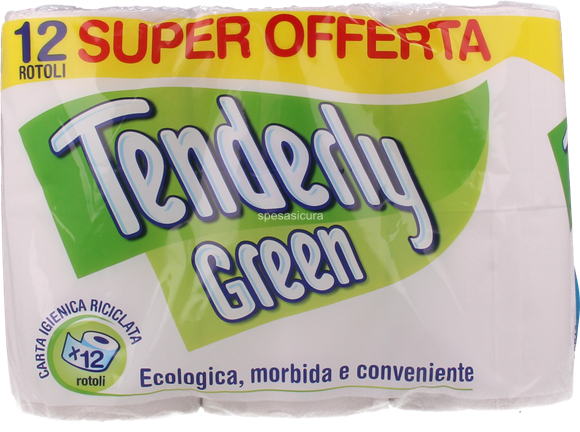 12
ROTOLI
SUPER OFFERTA
Tenderly
spesasicura
Green
CARTA IGIENICA RICICLATA
x12
rotoli
Ecologica, morbida e conveniente